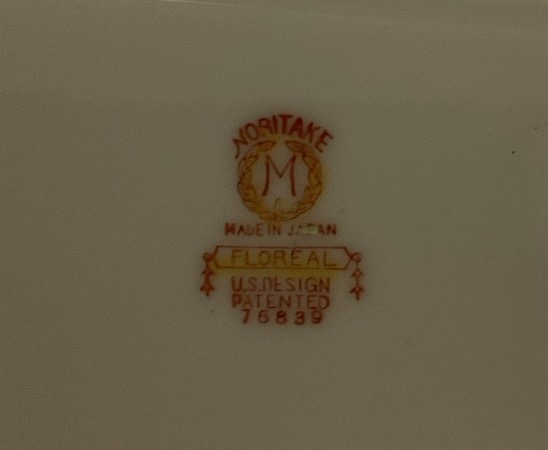 NORITAKE
M
MADE IN JAPAN
FLOREAL
U.S. DESIGN
PATENTED
76839